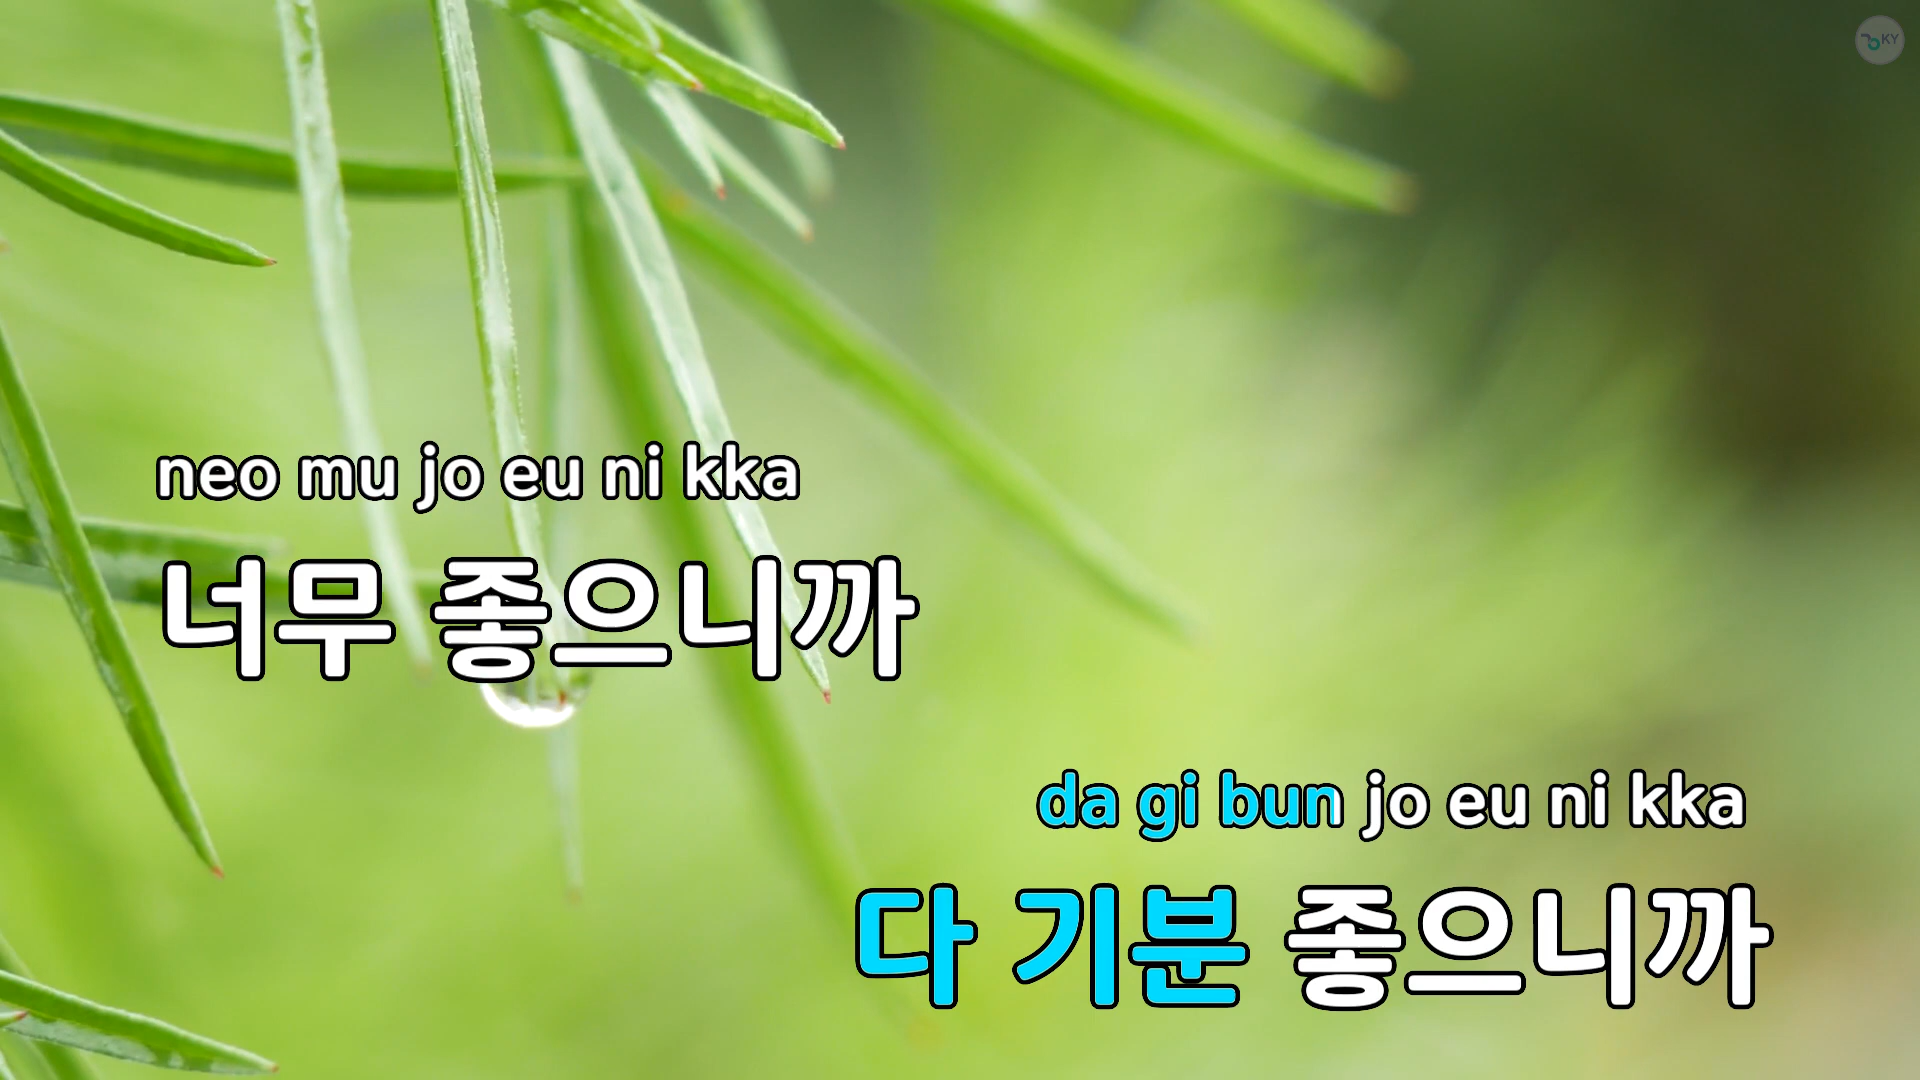 KY
neo mu jo eu ni kka
너무 좋으니까
da gi bun jo eu ni kka
다 기분 좋으니까